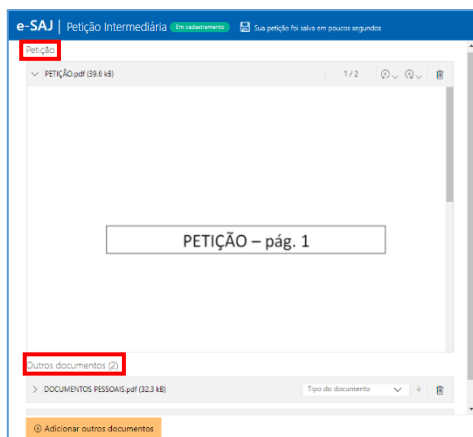 e-SAJ | Petição Intermediária Em cadastramento Sua petição foi salva em poucos segundos
Petição
PETIÇÃO.pdf (39.6 kB) 1 / 2
PETIÇÃO – pág. 1
Outros documentos (2)
DOCUMENTOS PESSOAIS.pdf (32.3 kB) Tipo do documento
Adicionar outros documentos